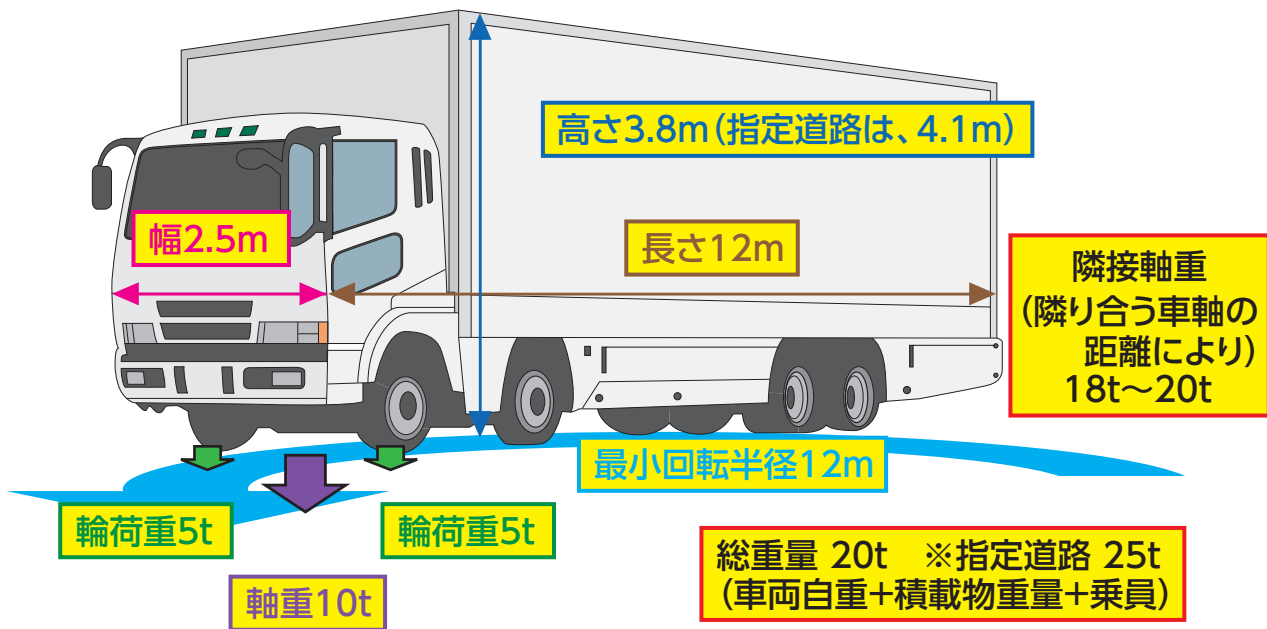 高さ3.8m(指定道路は、4.1m)
幅2.5m
長さ12m
隣接軸重
(隣り合う車軸の
距離により)
18t～20t
最小回転半径12m
輪荷重5t
輪荷重5t
軸重10t
総重量 20t　※指定道路 25t
(車両自重+積載物重量+乗員)